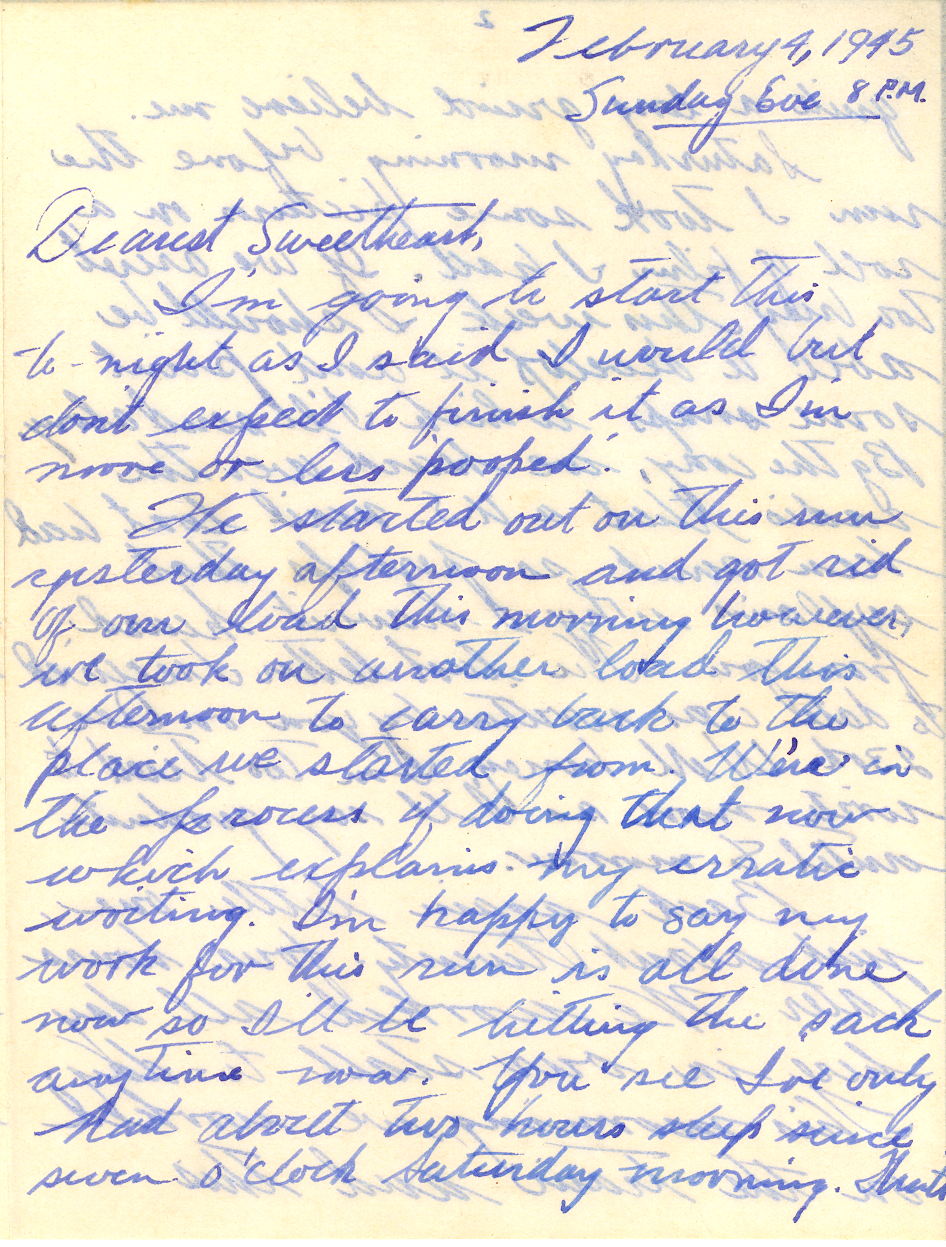 February 4, 1945
Sunday Eve 8 P.M.
Dearest Sweetheart,
I'm going to start this
to-night as I said I would but
don't expect to finish it as I'm
more or less 'pooped'.
We started out on this run
yesterday afternoon and got rid
of our load this morning however,
we took on another load this
afternoon to carry back to the
place we started from. We're in
the process of doing that now
which explains my erratic
writing. I'm happy to say my
work for this run is all done
now so I'll be hitting the sack
anytime now. You see I've only
had about two hours sleep since
seven o'clock Saturday morning. That's